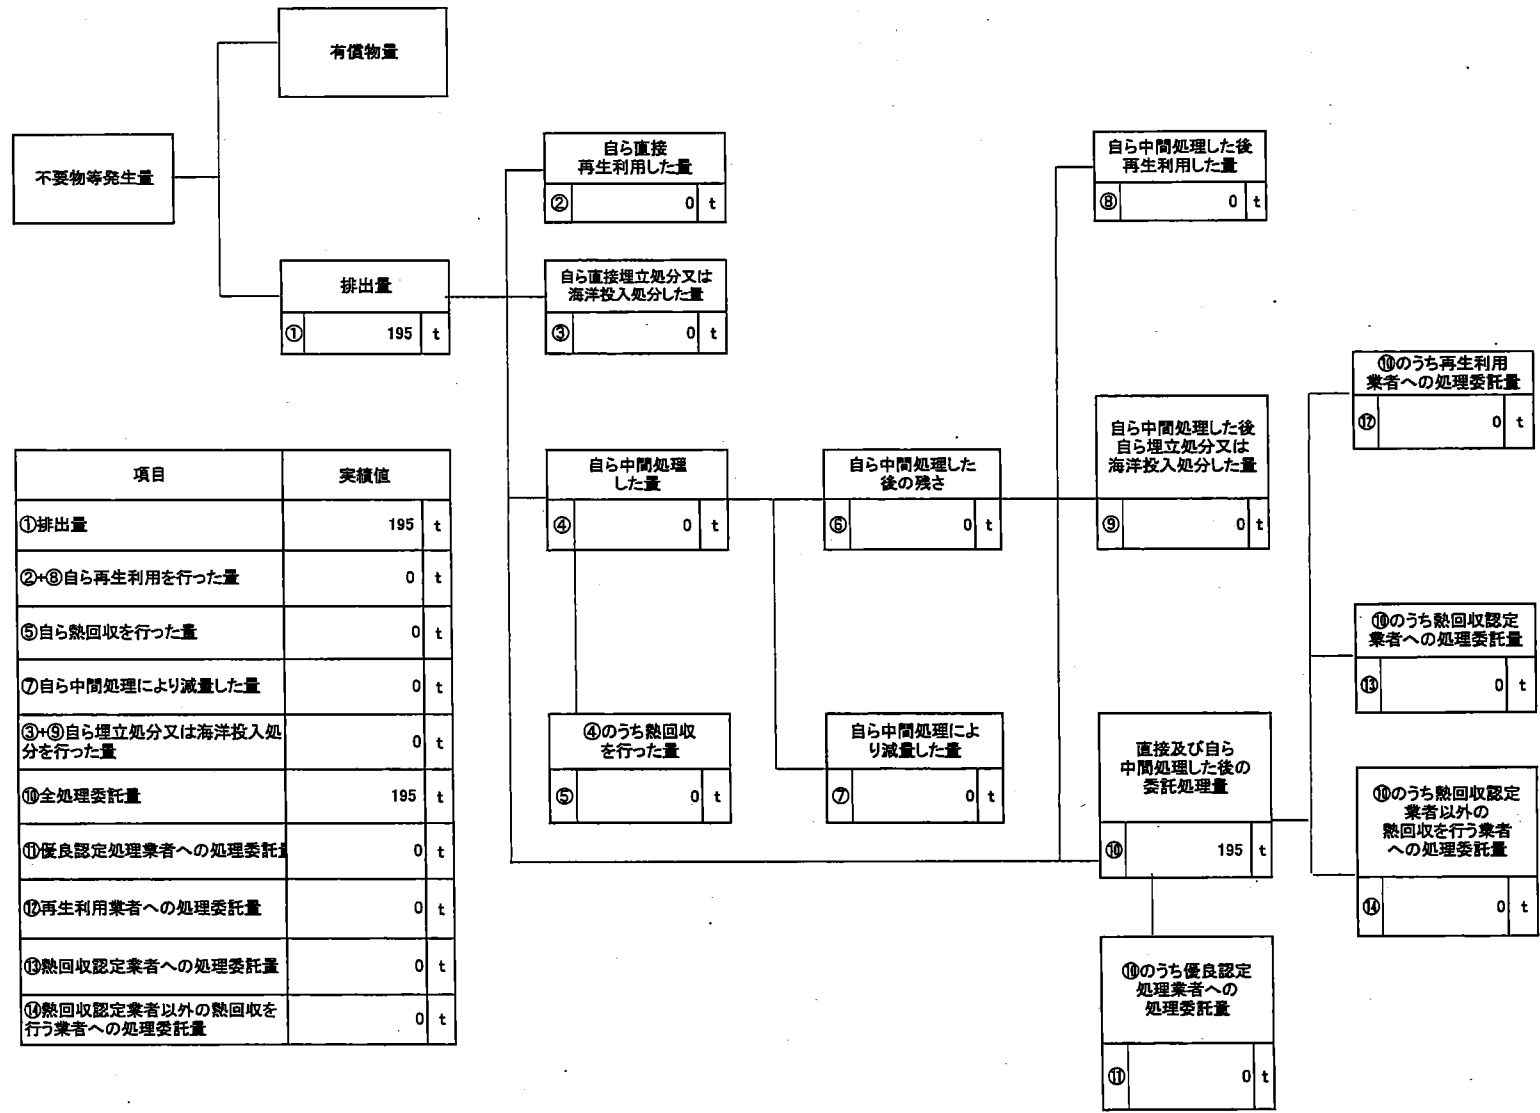 有償物量
不要物等発生量
排出量
① 195 t
自ら直接
再生利用した量
② 0 t
自ら直接埋立処分又は
海洋投入処分した量
③ 0 t
自ら中間処理
した量
④ 0 t
④のうち熱回収
を行った量
⑤ 0 t
自ら中間処理した
後の残さ
⑥ 0 t
自ら中間処理によ
り減量した量
⑦ 0 t
自ら中間処理した後
再生利用した量
⑧ 0 t
自ら中間処理した後
自ら埋立処分又は
海洋投入処分した量
⑨ 0 t
直接及び自ら
中間処理した後の
委託処理量
⑩ 195 t
⑩のうち優良認定
処理業者への
処理委託量
⑪ 0 t
⑩のうち再生利用
業者への処理委託量
⑫ 0 t
⑩のうち熱回収認定
業者への処理委託量
⑬ 0 t
⑩のうち熱回収認定
業者以外の
熱回収を行う業者
への処理委託量
⑭ 0 t
項目 実績値
①排出量 195 t
②+⑧自ら再生利用を行った量 0 t
⑤自ら熱回収を行った量 0 t
⑦自ら中間処理により減量した量 0 t
③+⑨自ら埋立処分又は海洋投入処
分を行った量 0 t
⑩全処理委託量 195 t
⑪優良認定処理業者への処理委託量 0 t
⑫再生利用業者への処理委託量 0 t
⑬熱回収認定業者への処理委託量 0 t
⑭熱回収認定業者以外の熱回収を
行う業者への処理委託量 0 t